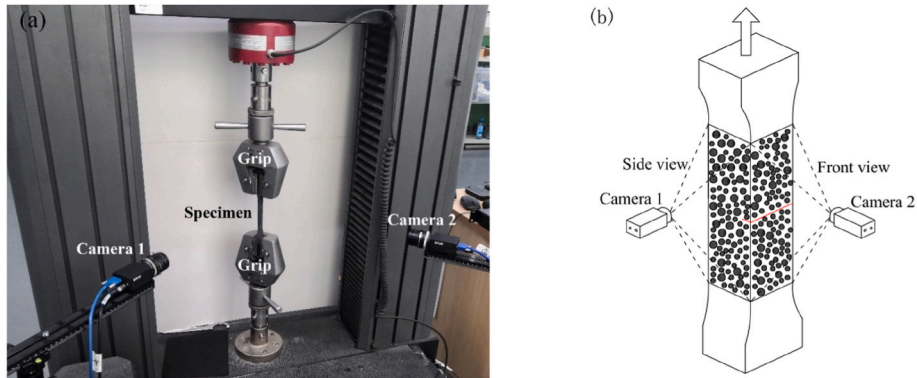 (a)
Grip
Specimen
Camera 1
Camera 2
Grip
(b)
Side view
Front view
Camera 1
Camera 2